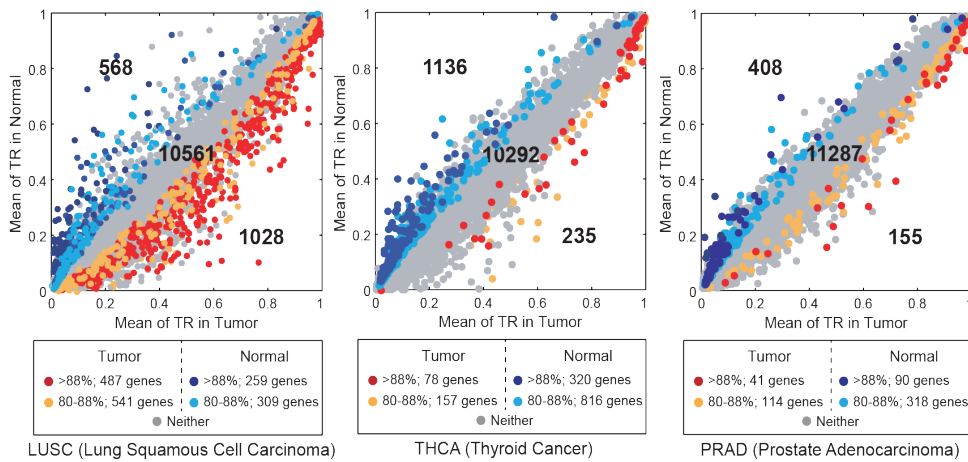 Mean of TR in Normal
1
0.8
0.6
0.4
0.2
0
0 0.2 0.4 0.6 0.8 1
568
10561
1028
Mean of TR in Tumor
Tumor Normal
>88%; 487 genes >88%; 259 genes
80-88%; 541 genes 80-88%; 309 genes
Neither
LUSC (Lung Squamous Cell Carcinoma)
Mean of TR in Normal
1
0.8
0.6
0.4
0.2
0
0 0.2 0.4 0.6 0.8 1
1136
10292
235
Mean of TR in Tumor
Tumor Normal
>88%; 78 genes >88%; 320 genes
80-88%; 157 genes 80-88%; 816 genes
Neither
THCA (Thyroid Cancer)
Mean of TR in Normal
1
0.8
0.6
0.4
0.2
0
0 0.2 0.4 0.6 0.8 1
408
11287
155
Mean of TR in Tumor
Tumor Normal
>88%; 41 genes >88%; 90 genes
80-88%; 114 genes 80-88%; 318 genes
Neither
PRAD (Prostate Adenocarcinoma)